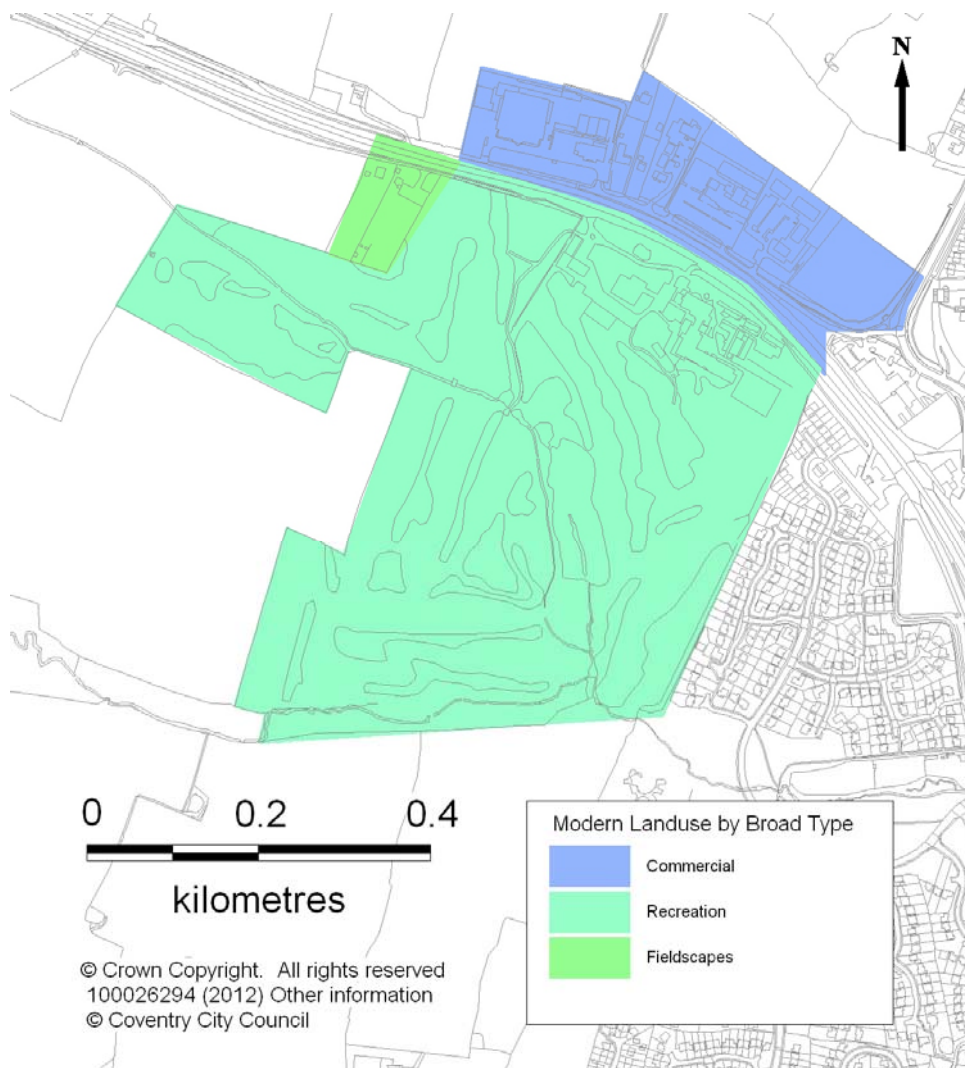 N
0 0.2 0.4
kilometres
© Crown Copyright. All rights reserved
100026294 (2012) Other information
© Coventry City Council
Modern Landuse by Broad Type
Commercial
Recreation
Fieldscapes